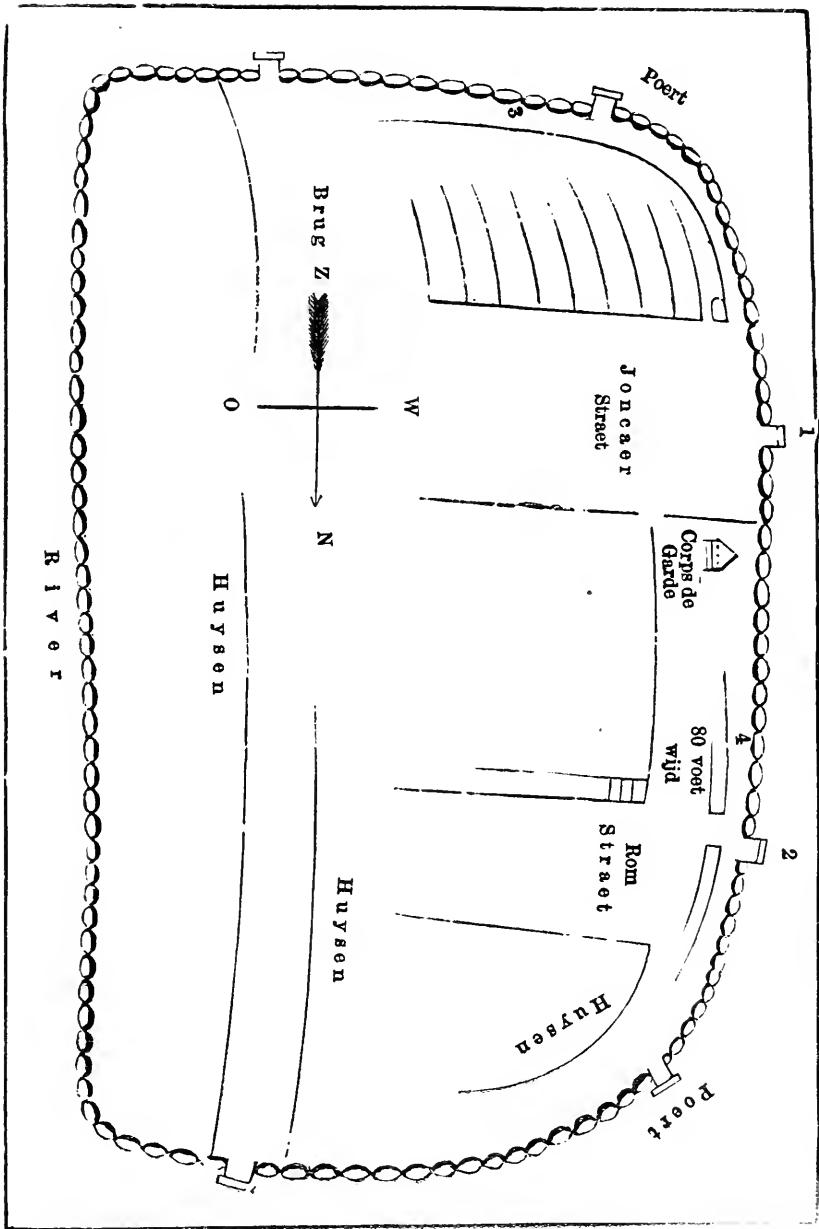 Poert
3
Brug Z
O
W
N
Joncaer
Straet
1
Corps de
Garde
4
80 voet
wijd
2
Rom
Straet
Huysen
Huysen
Huysen
Poert
River